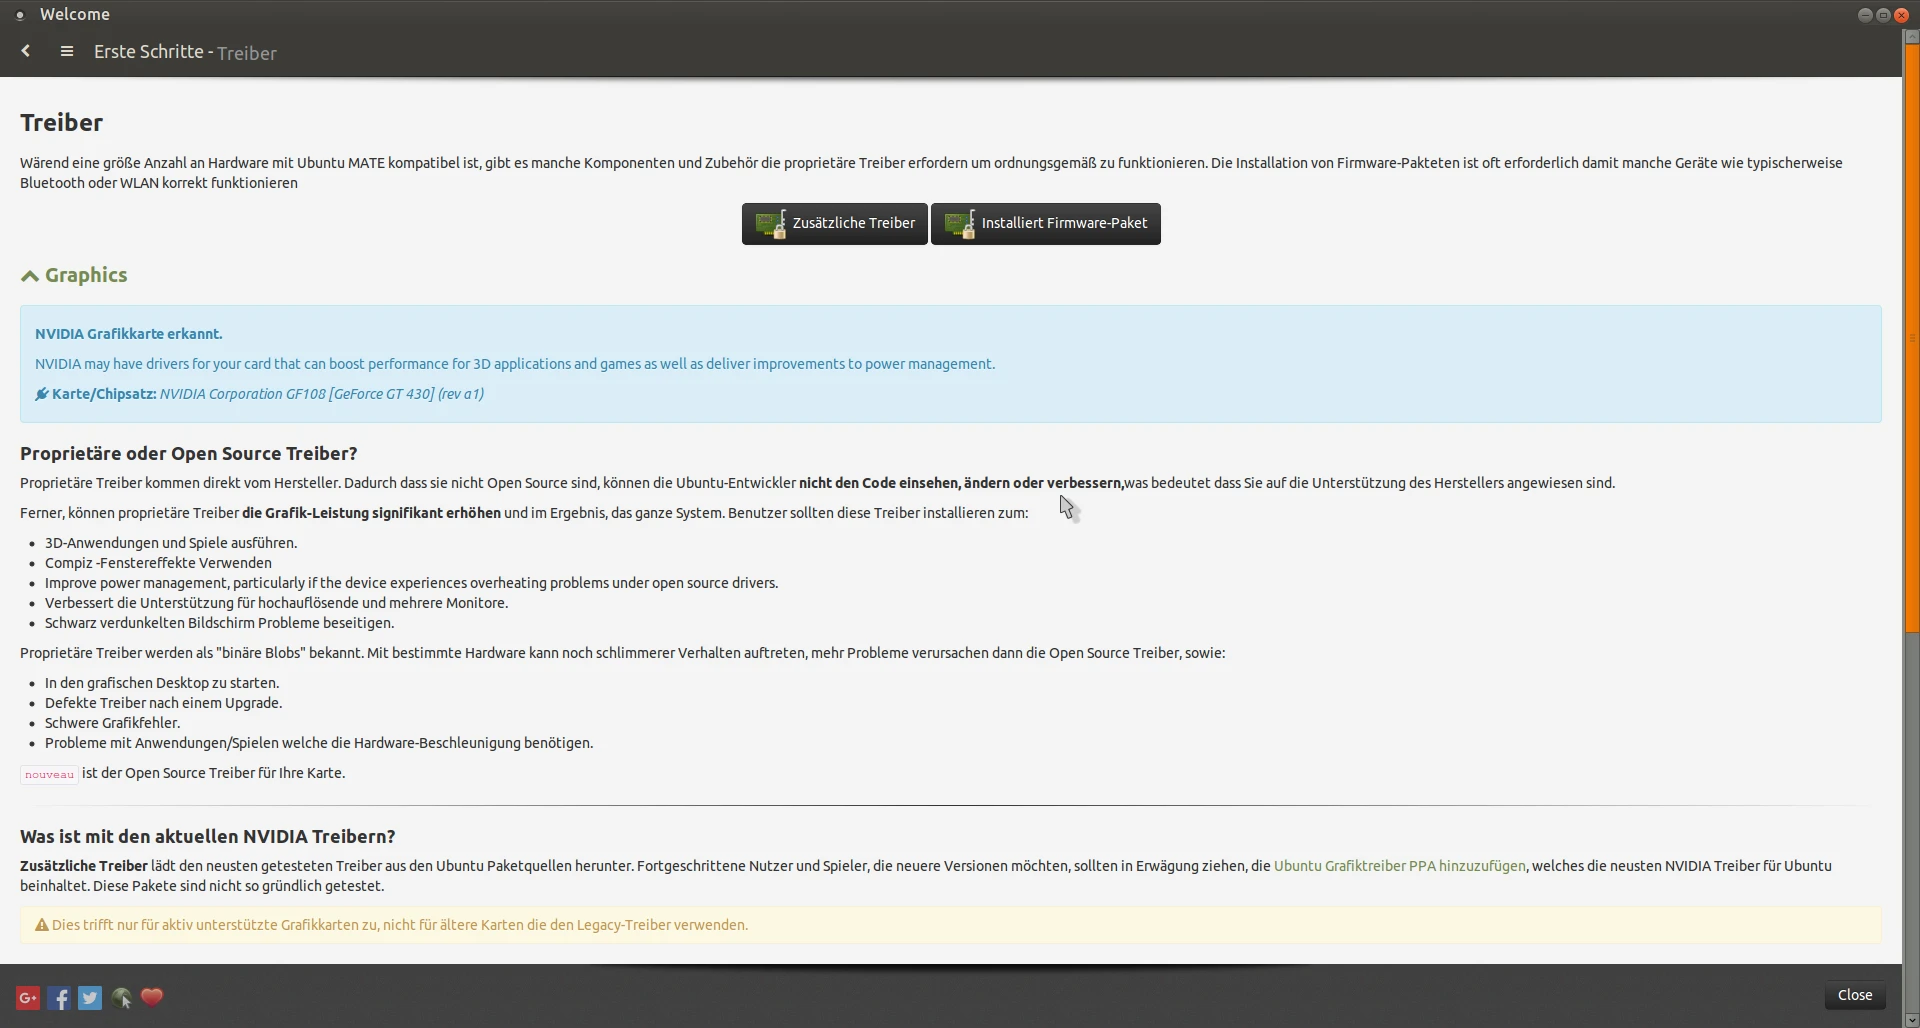 Welcome
Erste Schritte - Treiber
Treiber
Wärend eine größe Anzahl an Hardware mit Ubuntu MATE kompatibel ist, gibt es manche Komponenten und Zubehör die proprietäre Treiber erfordern um ordnungsgemäß zu funktionieren. Die Installation von Firmware-Pakteten ist oft erforderlich damit manche Geräte wie typischerweise
Bluetooth oder WLAN korrekt funktionieren
Zusätzliche Treiber Installiert Firmware-Paket
Graphics
NVIDIA Grafikkarte erkannt.
NVIDIA may have drivers for your card that can boost performance for 3D applications and games as well as deliver improvements to power management.
Karte/Chipsatz: NVIDIA Corporation GF108 [GeForce GT 430] (rev a1)
Proprietäre oder Open Source Treiber?
Proprietäre Treiber kommen direkt vom Hersteller. Dadurch dass sie nicht Open Source sind, können die Ubuntu-Entwickler nicht den Code einsehen, ändern oder verbessern,was bedeutet dass Sie auf die Unterstützung des Herstellers angewiesen sind.
Ferner, können proprietäre Treiber die Grafik-Leistung signifikant erhöhen und im Ergebnis, das ganze System. Benutzer sollten diese Treiber installieren zum:
• 3D-Anwendungen und Spiele ausführen.
• Compiz -Fenstereffekte Verwenden
• Improve power management, particularly if the device experiences overheating problems under open source drivers.
• Verbessert die Unterstützung für hochauflösende und mehrere Monitore.
• Schwarz verdunkelten Bildschirm Probleme beseitigen.
Proprietäre Treiber werden als "binäre Blobs" bekannt. Mit bestimmte Hardware kann noch schlimmerer Verhalten auftreten, mehr Probleme verursachen dann die Open Source Treiber, sowie:
• In den grafischen Desktop zu starten.
• Defekte Treiber nach einem Upgrade.
• Schwere Grafikfehler.
• Probleme mit Anwendungen/Spielen welche die Hardware-Beschleunigung benötigen.
nouveau ist der Open Source Treiber für Ihre Karte.
Was ist mit den aktuellen NVIDIA Treibern?
Zusätzliche Treiber lädt den neusten getesteten Treiber aus den Ubuntu Paketquellen herunter. Fortgeschrittene Nutzer und Spieler, die neuere Versionen möchten, sollten in Erwägung ziehen, die Ubuntu Grafiktreiber PPA hinzuzufügen, welches die neusten NVIDIA Treiber für Ubuntu
beinhaltet. Diese Pakete sind nicht so gründlich getestet.
Dies trifft nur für aktiv unterstützte Grafikkarten zu, nicht für ältere Karten die den Legacy-Treiber verwenden.
G+ f Close